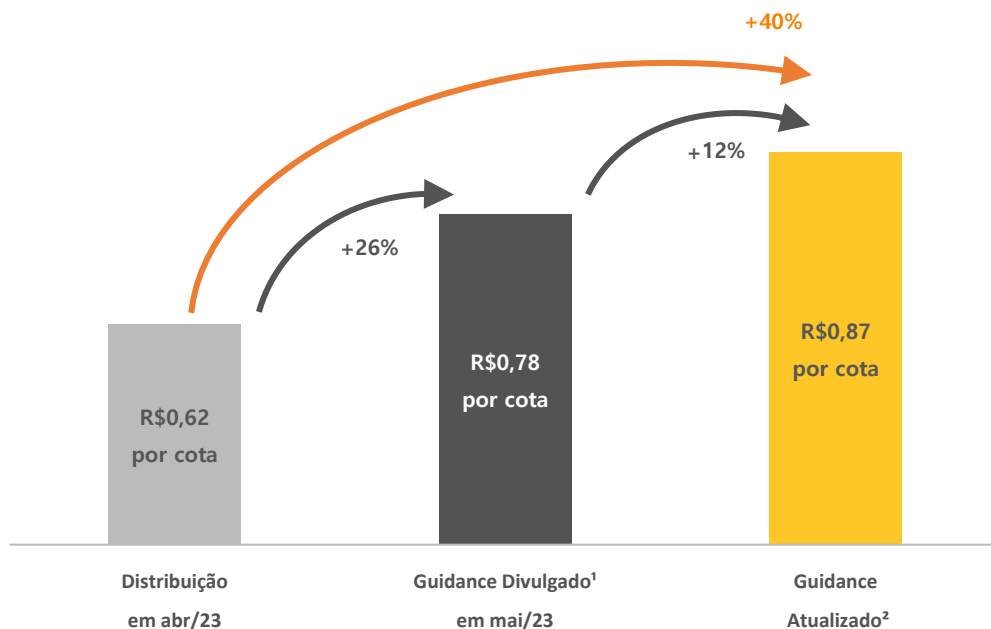 +40%
+12%
+26%
R$0,62
por cota
R$0,78
por cota
R$0,87
por cota
Distribuição
em abr/23
Guidance Divulgado¹
em mai/23
Guidance
Atualizado²